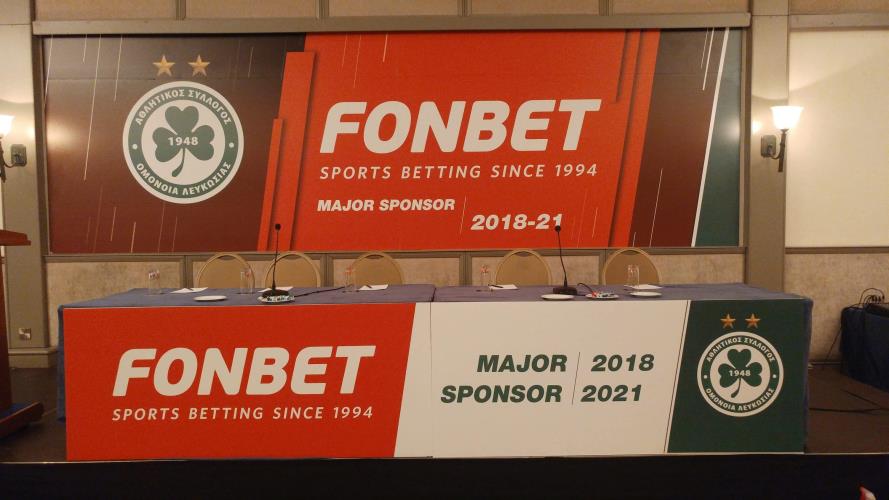 ΑΘΛΗΤΙΚΟΣ ΣΥΛΛΟΓΟΣ
1948
ΟΜΟΝΟΙΑ ΛΕΥΚΩΣΙΑΣ
FONBET
SPORTS BETTING SINCE 1994
MAJOR SPONSOR
2018-21
FONBET
SPORTS BETTING SINCE 1994
MAJOR 2018
SPONSOR 2021
ΑΘΛΗΤΙΚΟΣ ΣΥΛΛΟΓΟΣ
1948
ΟΜΟΝΟΙΑ ΛΕΥΚΩΣΙΑΣ